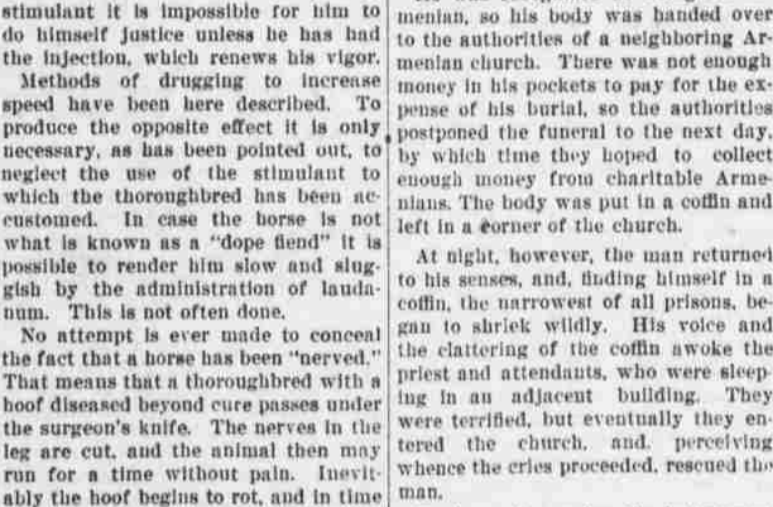 stimulant it is impossible for him to
do himself justice unless he has had
the injection, which renews his vigor.
Methods of drugging to increase
speed have been here described. To
produce the opposite effect it is only
necessary, as has been pointed out, to
neglect the use of the stimulant to
which the thoroughbred has been ac-
customed. In case the horse is not
what is known as a "dope fiend" it is
possible to render him slow and slug-
gish by the administration of lauda-
num. This is not often done.
No attempt is ever made to conceal
the fact that a horse has been "nerved."
That means that a thoroughbred with a
hoof diseased beyond cure passes under
the surgeon's knife. The nerves in the
leg are cut, and the animal then may
run for a time without pain. Inevit-
ably the hoof begins to rot, and in time
menian, so his body was handed over
to the authorities of a neighboring Ar-
menian church. There was not enough
money in his pockets to pay for the ex-
pense of his burial, so the authorities
postponed the funeral to the next day,
by which time they hoped to collect
enough money from charitable Arme-
nians. The body was put in a coffin and
left in a corner of the church.
At night, however, the man returned
to his senses, and, finding himself in a
coffin, the narrowest of all prisons, be-
gan to shriek wildly. His voice and
the clattering of the coffin awoke the
priest and attendants, who were sleep-
ing in an adjacent building. They
were terrified, but eventually they en-
tered the church, and, perceiving
whence the cries proceeded, rescued the
man.